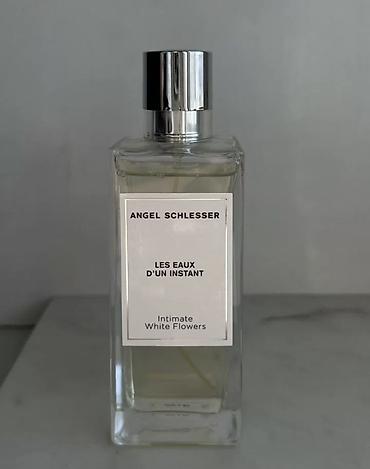 ANGEL SCHLESSER
LES EAUX
D'UN INSTANT
Intimate
White Flowers